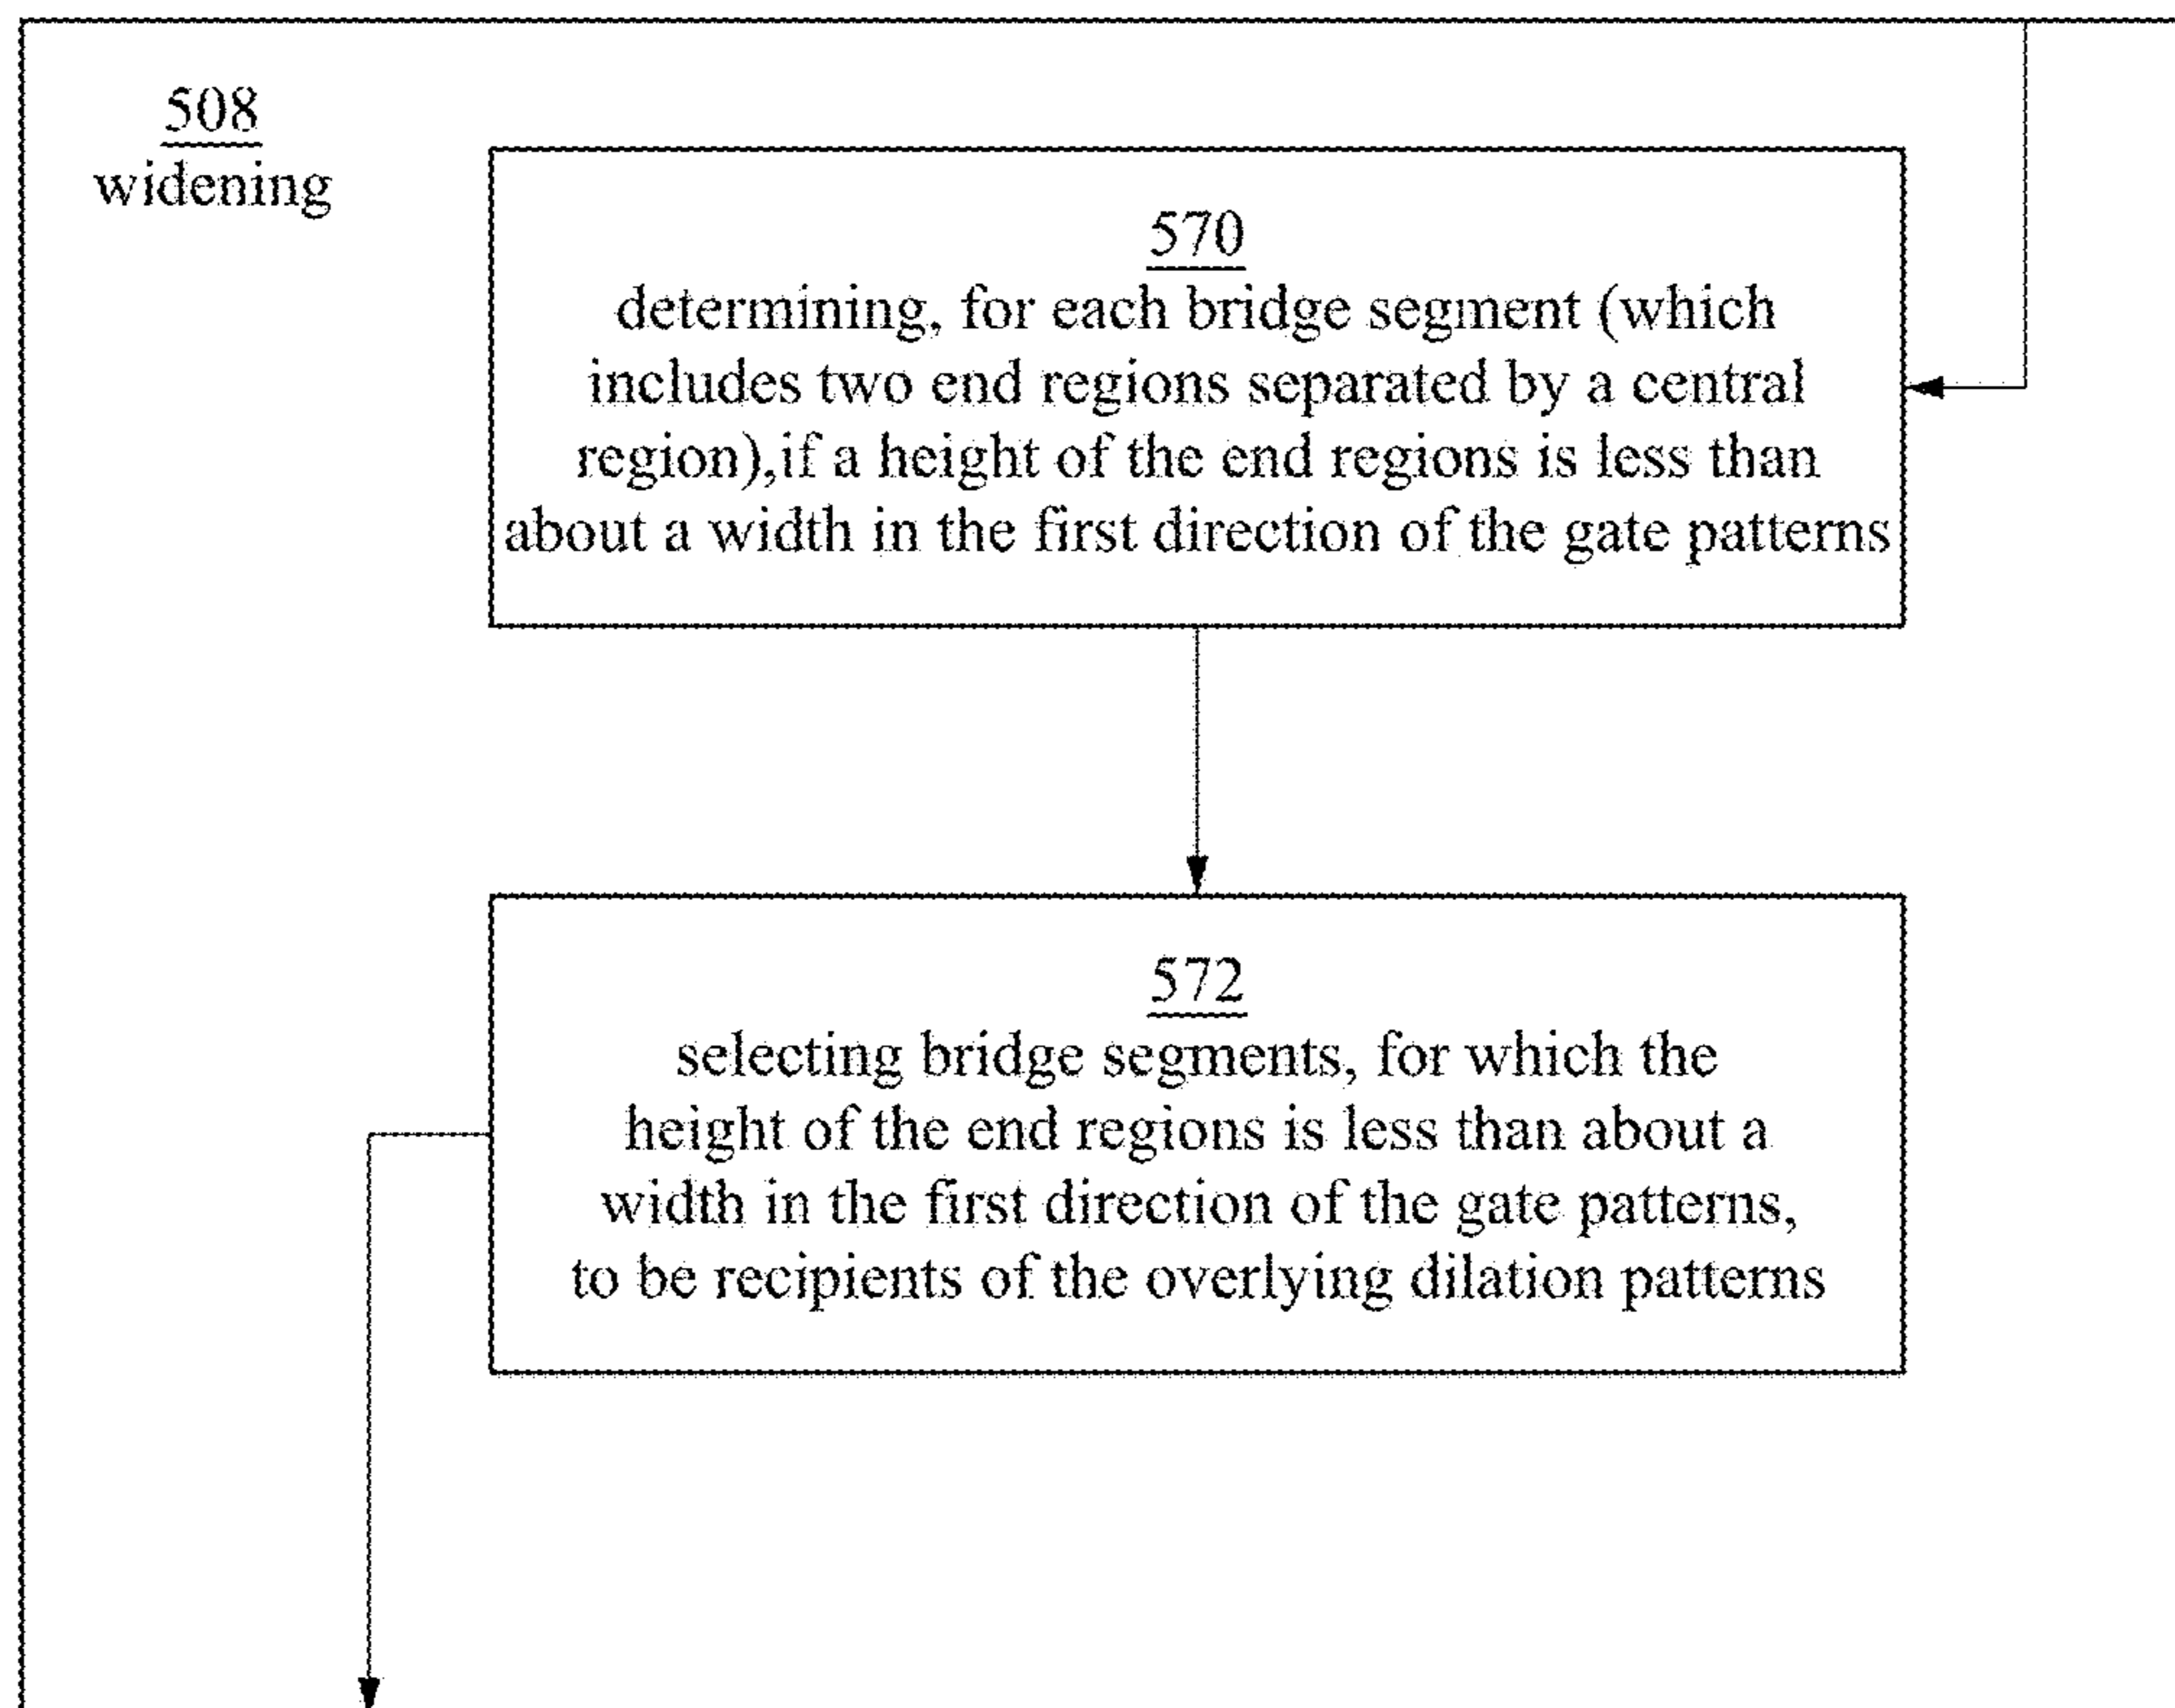 508
widening
570
determining, for each bridge segment (which
includes two end regions separated by a central
region),if a height of the end regions is less than
about a width in the first direction of the gate patterns
572
selecting bridge segments, for which the
height of the end regions is less than about a
width in the first direction of the gate patterns,
to be recipients of the overlying dilation patterns